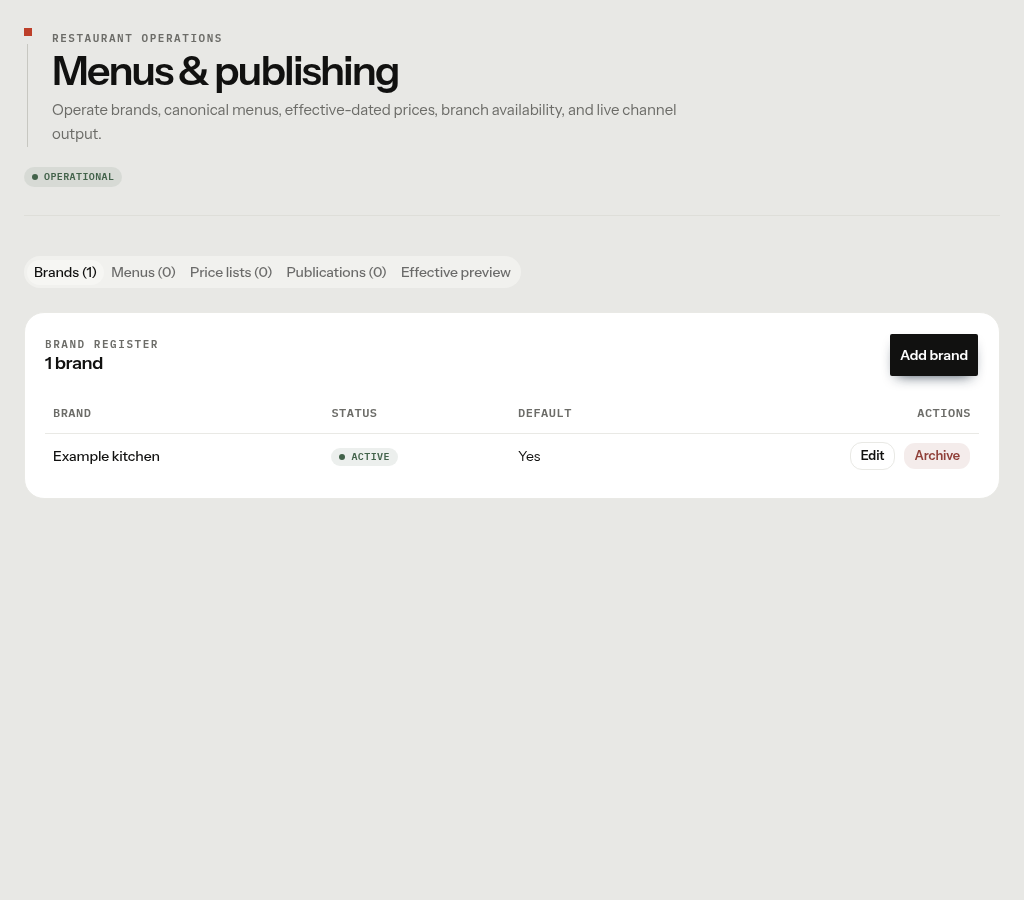 RESTAURANT OPERATIONS
Menus & publishing
Operate brands, canonical menus, effective-dated prices, branch availability, and live channel
output.
OPERATIONAL
Brands (1) Menus (0) Price lists (0) Publications (0) Effective preview
BRAND REGISTER
1 brand
Add brand
BRAND STATUS DEFAULT ACTIONS
Example kitchen ACTIVE Yes Edit Archive